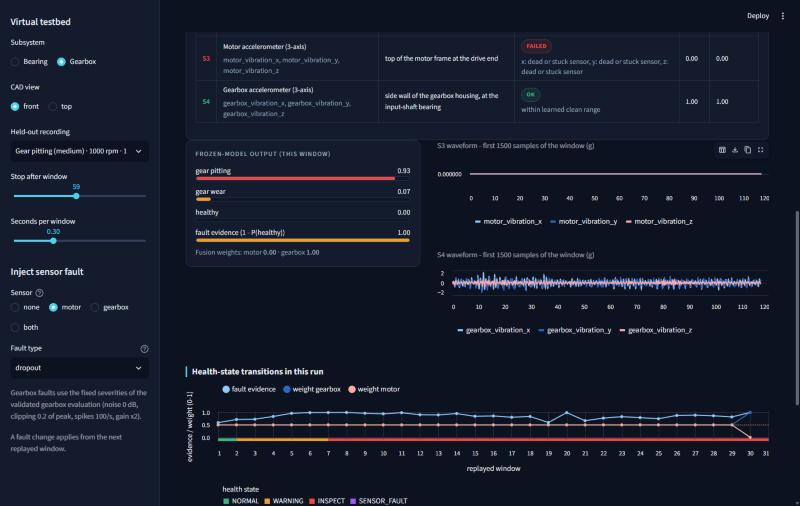 Virtual testbed
Subsystem
Bearing
Gearbox
CAD view
front
top
Held-out recording
Gear pitting (medium) · 1000 rpm · 1
Stop after window
59
Seconds per window
0.30
Inject sensor fault
Sensor
none
motor
gearbox
both
Fault type
dropout
Gearbox faults use the fixed severities of the
validated gearbox evaluation (noise 0 dB,
clipping 0.2 of peak, spikes 100/s, gain x2).
A fault change applies from the next
replayed window.
Deploy
S3
Motor accelerometer (3-axis)
motor_vibration_x, motor_vibration_y,
motor_vibration_z
top of the motor frame at the drive end
FAILED
x: dead or stuck sensor, y: dead or stuck sensor, z:
dead or stuck sensor
0.00
0.00
S4
Gearbox accelerometer (3-axis)
gearbox_vibration_x, gearbox_vibration_y,
gearbox_vibration_z
side wall of the gearbox housing, at the
input-shaft bearing
OK
within learned clean range
1.00
1.00
FROZEN-MODEL OUTPUT (THIS WINDOW)
gear pitting 0.93
gear wear 0.07
healthy 0.00
fault evidence (1 - P(healthy)) 1.00
Fusion weights: motor 0.00 · gearbox 1.00
S3 waveform - first 1500 samples of the window (g)
0.000000
0 10 20 30 40 50 60 70 80 90 100 110 120
motor_vibration_x motor_vibration_y motor_vibration_z
S4 waveform - first 1500 samples of the window (g)
2
0
−2
0 10 20 30 40 50 60 70 80 90 100 110 120
gearbox_vibration_x gearbox_vibration_y gearbox_vibration_z
Health-state transitions in this run
fault evidence weight gearbox weight motor
evidence / weight (0-1)
1.0
0.5
0.0
1 2 3 4 5 6 7 8 9 10 11 12 13 14 15 16 17 18 19 20 21 22 23 24 25 26 27 28 29 30 31
replayed window
health state
NORMAL WARNING INSPECT SENSOR_FAULT